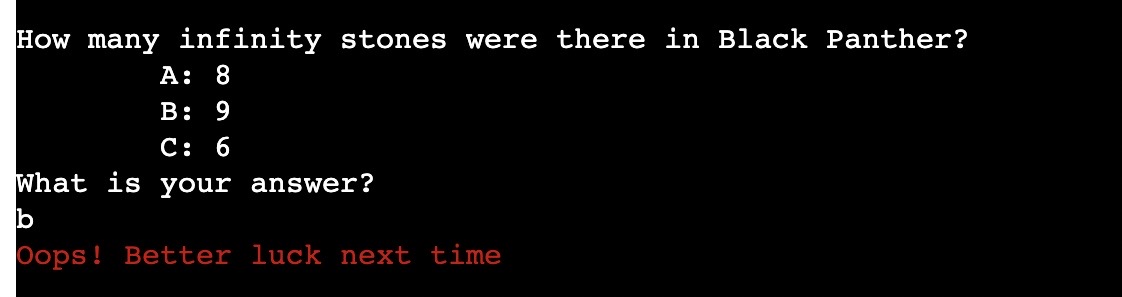 How many infinity stones were there in Black Panther?
A: 8
B: 9
C: 6
What is your answer?
b
Oops! Better luck next time